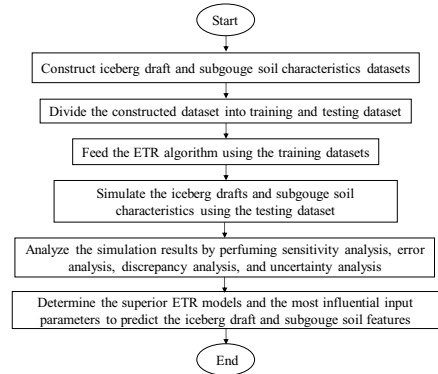 Start
Construct iceberg draft and subgouge soil characteristics datasets
Divide the constructed dataset into training and testing dataset
Feed the ETR algorithm using the training datasets
Simulate the iceberg drafts and subgouge soil
characteristics using the testing dataset
Analyze the simulation results by perfuming sensitivity analysis, error
analysis, discrepancy analysis, and uncertainty analysis
Determine the superior ETR models and the most influential input
parameters to predict the iceberg draft and subgouge soil features
End